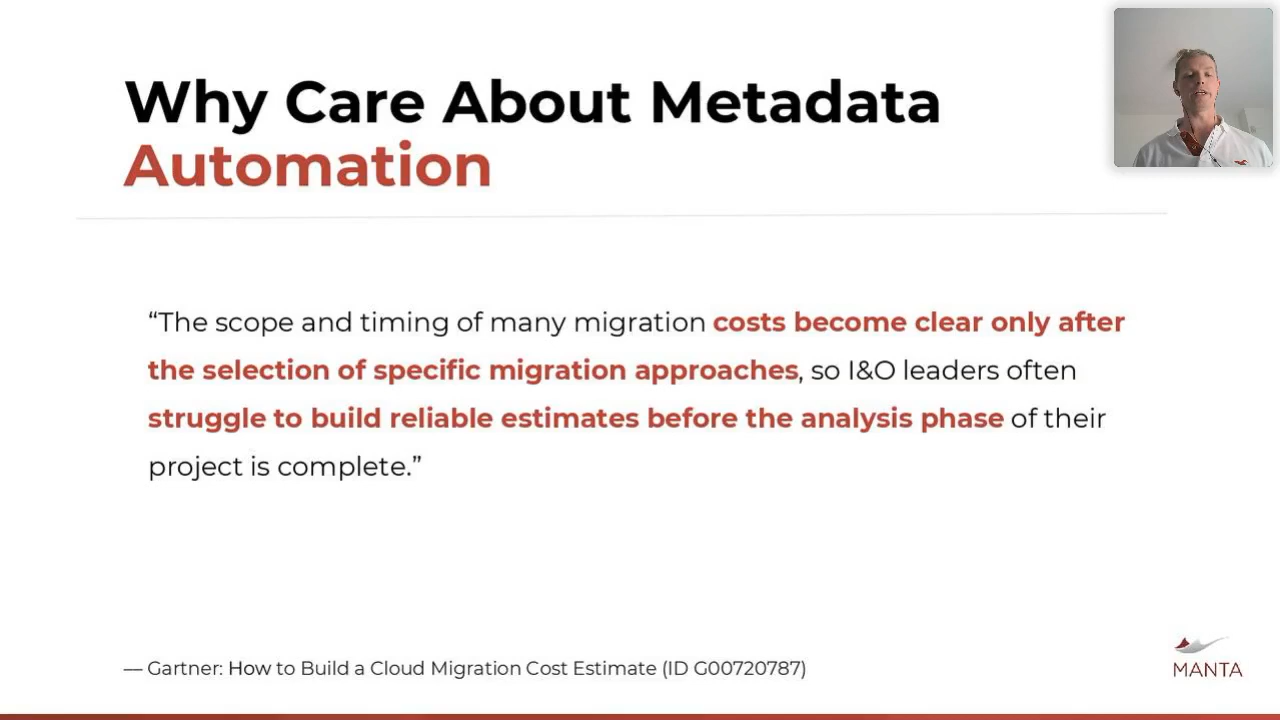 Why Care About Metadata
Automation
“The scope and timing of many migration costs become clear only after
the selection of specific migration approaches, so I&O leaders often
struggle to build reliable estimates before the analysis phase of their
project is complete.”
— Gartner: How to Build a Cloud Migration Cost Estimate (ID G00720787)
MANTA